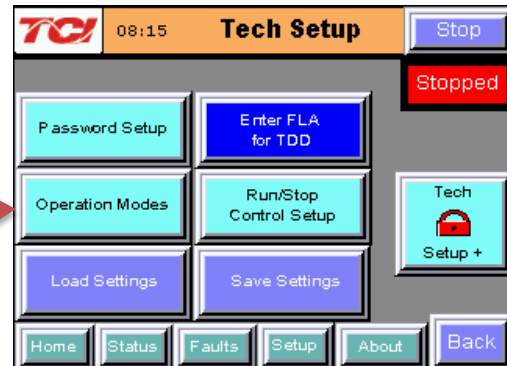 TCI 08:15 Tech Setup Stop
Stopped
Password Setup
Enter FLA
for TDD
Operation Modes
Run/Stop
Control Setup
Tech
Setup +
Load Settings
Save Settings
Home Status Faults Setup About Back